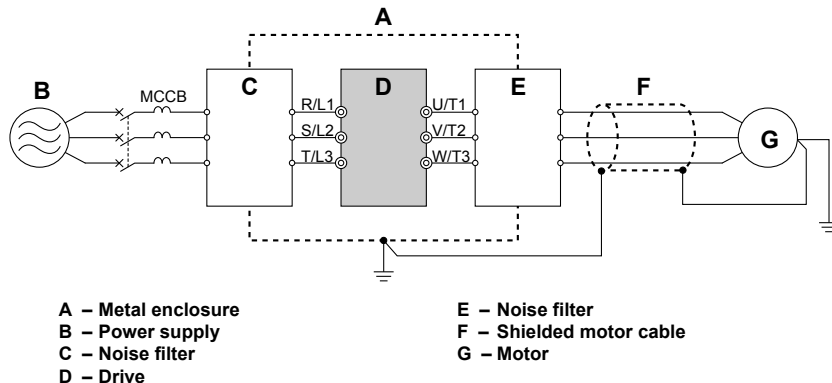 A
B
MCCB
C
R/L1
S/L2
T/L3
D
U/T1
V/T2
W/T3
E
F
G
A – Metal enclosure
B – Power supply
C – Noise filter
D – Drive
E – Noise filter
F – Shielded motor cable
G – Motor